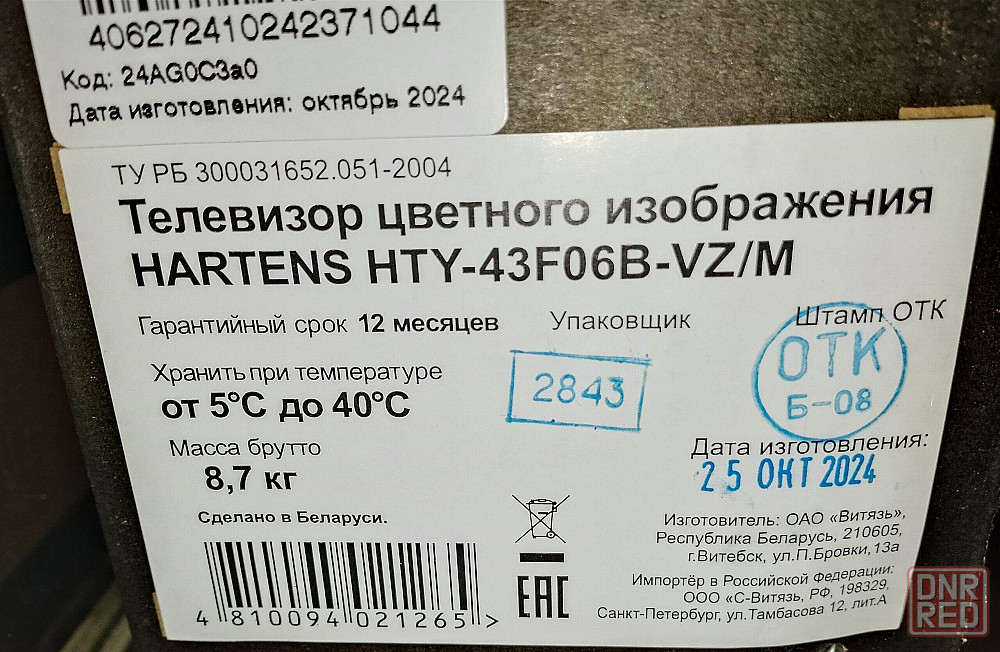 406272410242371044
Код: 24AG0C3a0
Дата изготовления: октябрь 2024
ТУ РБ 300031652.051-2004
Телевизор цветного изображения
HARTENS HTY-43F06B-VZ/M
Гарантийный срок 12 месяцев
Упаковщик
Штамп ОТК
2843
ОТК
Б-08
Хранить при температуре
от 5°С до 40°С
Масса брутто
8,7 кг
Дата изготовления:
25 ОКТ 2024
Сделано в Беларуси.
Изготовитель: ОАО «Витязь»,
Республика Беларусь, 210605,
г.Витебск, ул.П.Бровки,13а
Импортёр в Российской Федерации:
ООО «С-Витязь, РФ, 198329,
Санкт-Петербург, ул.Тамбасова 12, лит.А
EAC
4 810094 021265 >
DNR
RED